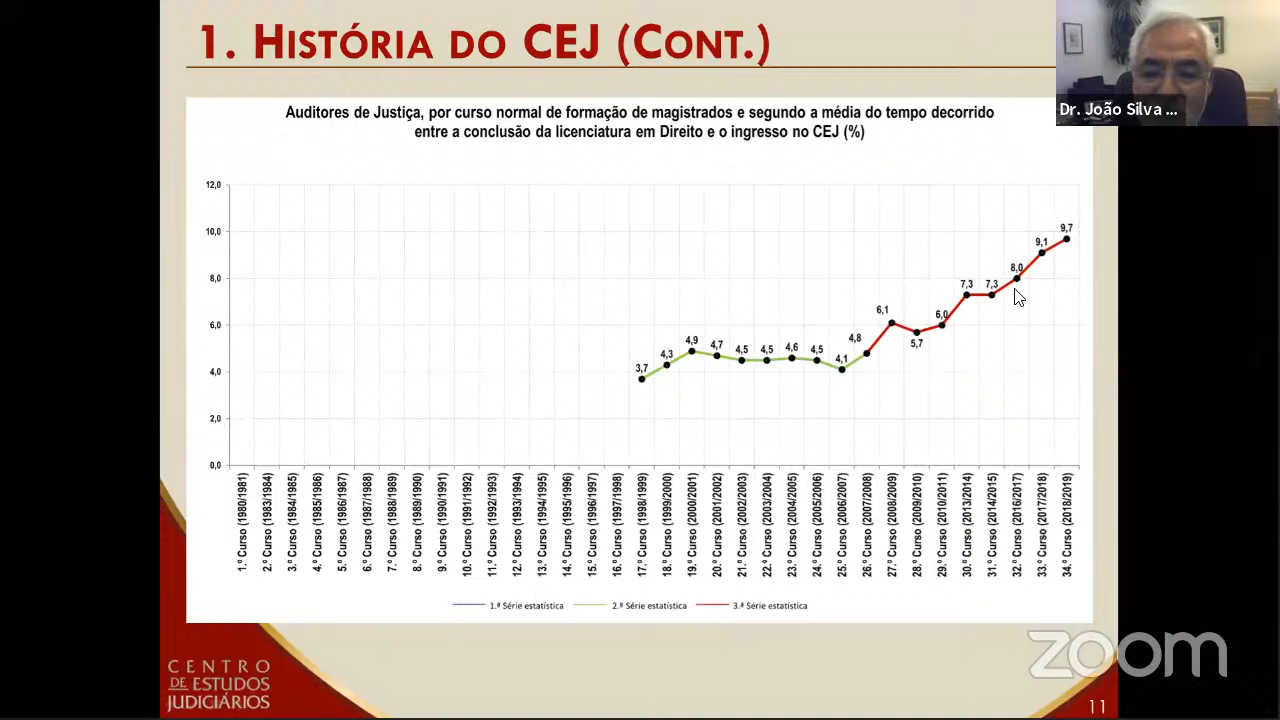 1. HISTÓRIA DO CEJ (CONT.)
Dr. João Silva ...
Auditores de Justiça, por curso normal de formação de magistrados e segundo a média do tempo decorrido
entre a conclusão da licenciatura em Direito e o ingresso no CEJ (%)
12,0
10,0
8,0
6,0
4,0
2,0
0,0
3,7
4,3
4,9
4,7
4,5
4,5
4,6
4,5
4,1
4,8
6,1
5,7
6,0
7,3
7,3
8,0
9,1
9,7
1.º Curso (1980/1981)
2.º Curso (1983/1984)
3.º Curso (1984/1985)
4.º Curso (1985/1986)
5.º Curso (1986/1987)
6.º Curso (1987/1988)
7.º Curso (1988/1989)
8.º Curso (1989/1990)
9.º Curso (1990/1991)
10.º Curso (1991/1992)
11.º Curso (1992/1993)
12.º Curso (1993/1994)
13.º Curso (1994/1995)
14.º Curso (1995/1996)
15.º Curso (1996/1997)
16.º Curso (1997/1998)
17.º Curso (1998/1999)
18.º Curso (1999/2000)
19.º Curso (2000/2001)
20.º Curso (2001/2002)
21.º Curso (2002/2003)
22.º Curso (2003/2004)
23.º Curso (2004/2005)
24.º Curso (2005/2006)
25.º Curso (2006/2007)
26.º Curso (2007/2008)
27.º Curso (2008/2009)
28.º Curso (2009/2010)
29.º Curso (2010/2011)
30.º Curso (2013/2014)
31.º Curso (2014/2015)
32.º Curso (2016/2017)
33.º Curso (2017/2018)
34.º Curso (2018/2019)
1.ª Série estatística
2.ª Série estatística
3.ª Série estatística
CENTRO
DE ESTUDOS
JUDICIÁRIOS
zoom
11